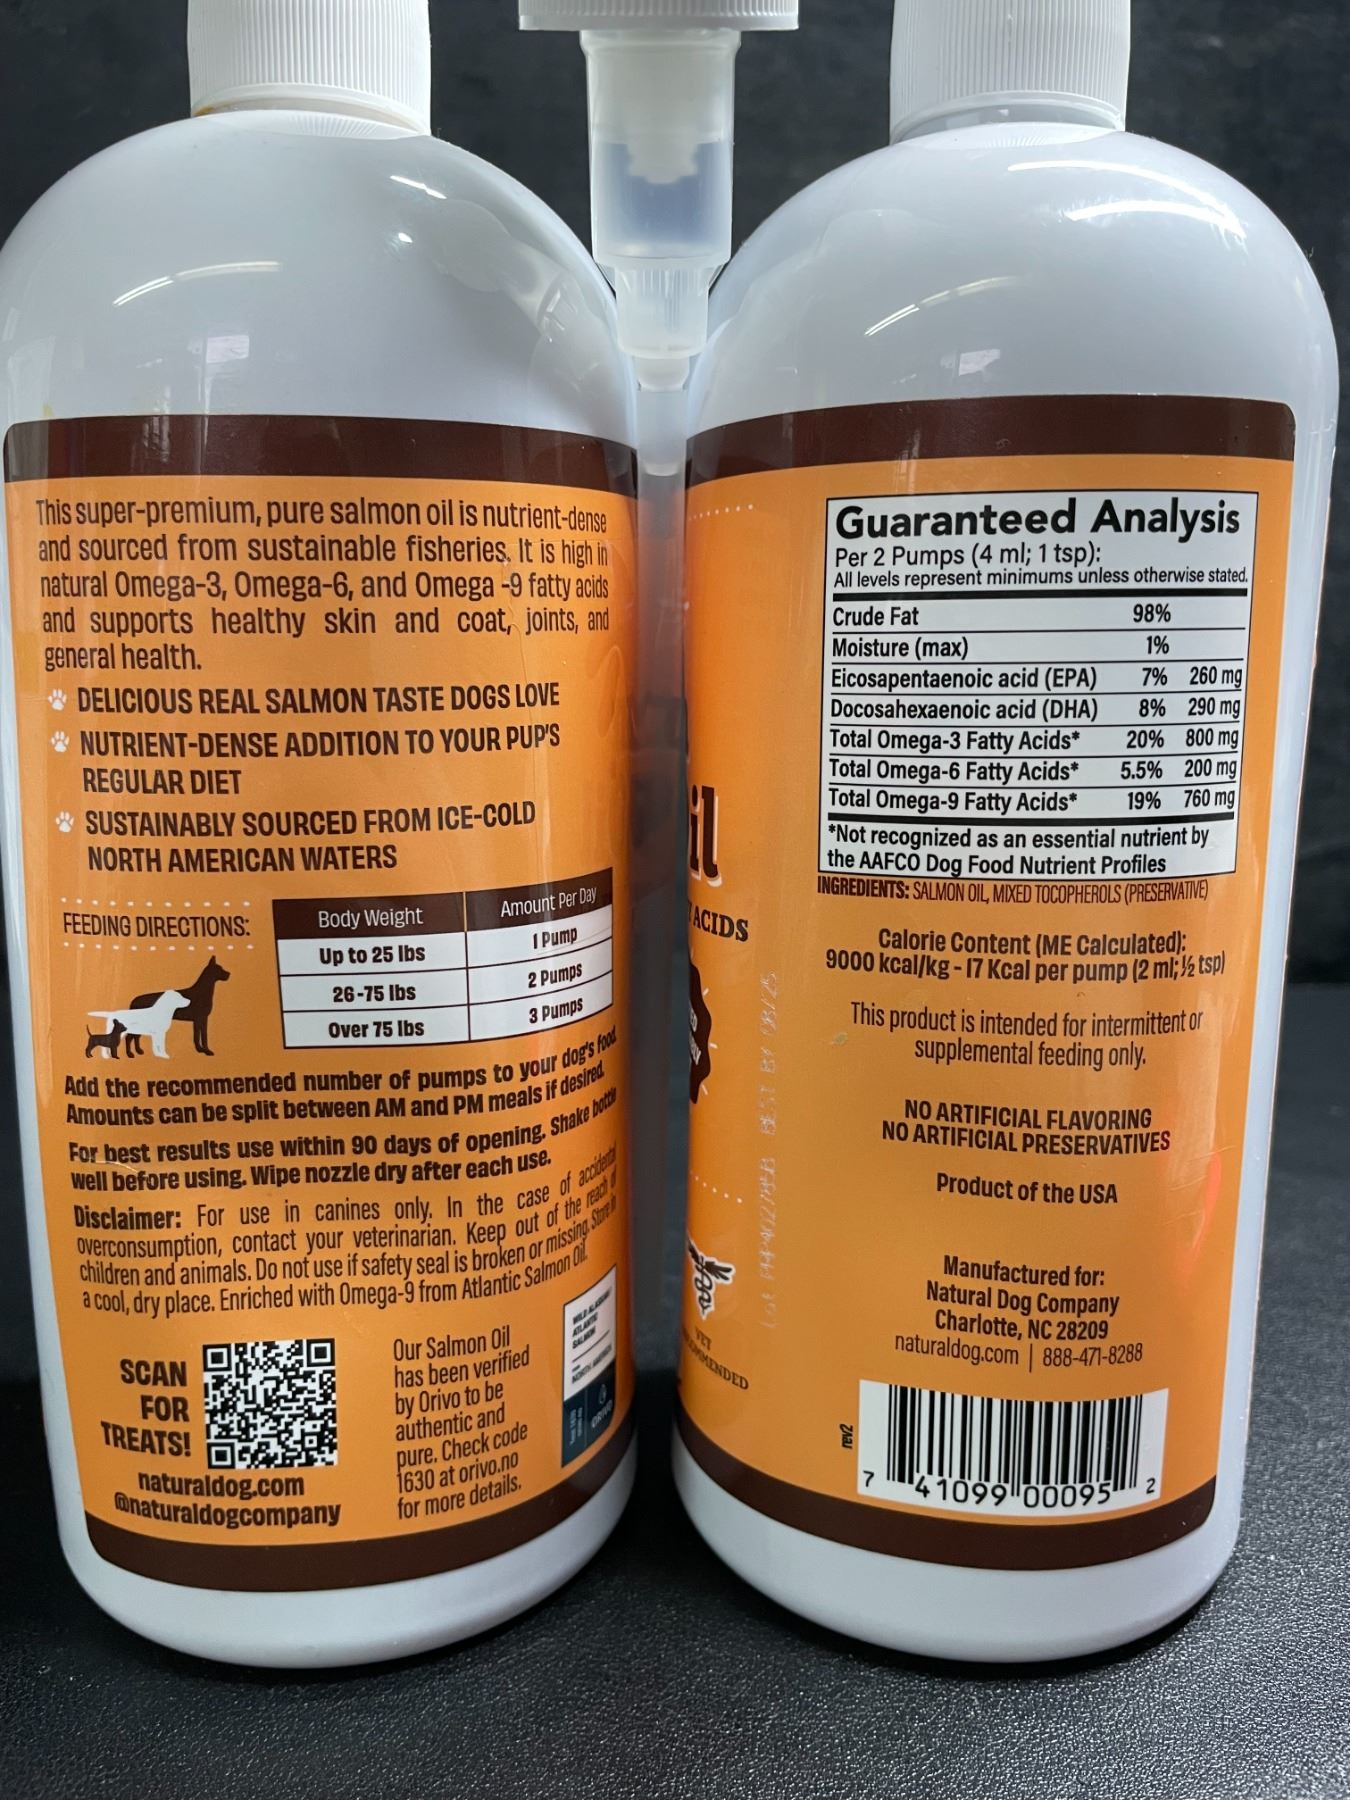 This super-premium, pure salmon oil is nutrient-dense
and sourced from sustainable fisheries. It is high in
natural Omega-3, Omega-6, and Omega -9 fatty acids
and supports healthy skin and coat, joints, and
general health.
DELICIOUS REAL SALMON TASTE DOGS LOVE
NUTRIENT-DENSE ADDITION TO YOUR PUP'S
REGULAR DIET
SUSTAINABLY SOURCED FROM ICE-COLD
NORTH AMERICAN WATERS
FEEDING DIRECTIONS:
Body Weight Amount Per Day
Up to 25 lbs 1 Pump
26-75 lbs 2 Pumps
Over 75 lbs 3 Pumps
Add the recommended number of pumps to your dog's food.
Amounts can be split between AM and PM meals if desired.
For best results use within 90 days of opening. Shake bottle
well before using. Wipe nozzle dry after each use.
Disclaimer: For use in canines only. In the case of accidental
overconsumption, contact your veterinarian. Keep out of the reach of
children and animals. Do not use if safety seal is broken or missing. Store in
a cool, dry place. Enriched with Omega-9 from Atlantic Salmon Oil.
SCAN
FOR
TREATS!
naturaldog.com
@naturaldogcompany
Our Salmon Oil
has been verified
by Orivo to be
authentic and
pure. Check code
1630 at orivo.no
for more details.
WILD ALASKAN
ATLANTIC
SALMON
NORTH AMERICA
ORIVO
il
ACIDS
BEST BY 08/25
VET
Guaranteed Analysis
Per 2 Pumps (4 ml; 1 tsp):
All levels represent minimums unless otherwise stated.
Crude Fat 98%
Moisture (max) 1%
Eicosapentaenoic acid (EPA) 7% 260 mg
Docosahexaenoic acid (DHA) 8% 290 mg
Total Omega-3 Fatty Acids* 20% 800 mg
Total Omega-6 Fatty Acids* 5.5% 200 mg
Total Omega-9 Fatty Acids* 19% 760 mg
*Not recognized as an essential nutrient by
the AAFCO Dog Food Nutrient Profiles
INGREDIENTS: SALMON OIL, MIXED TOCOPHEROLS (PRESERVATIVE)
Calorie Content (ME Calculated):
9000 kcal/kg - 17 Kcal per pump (2 ml; ½ tsp)
This product is intended for intermittent or
supplemental feeding only.
NO ARTIFICIAL FLAVORING
NO ARTIFICIAL PRESERVATIVES
Product of the USA
Manufactured for:
Natural Dog Company
Charlotte, NC 28209
naturaldog.com | 888-471-8288
rev2
7 41099 00095 2